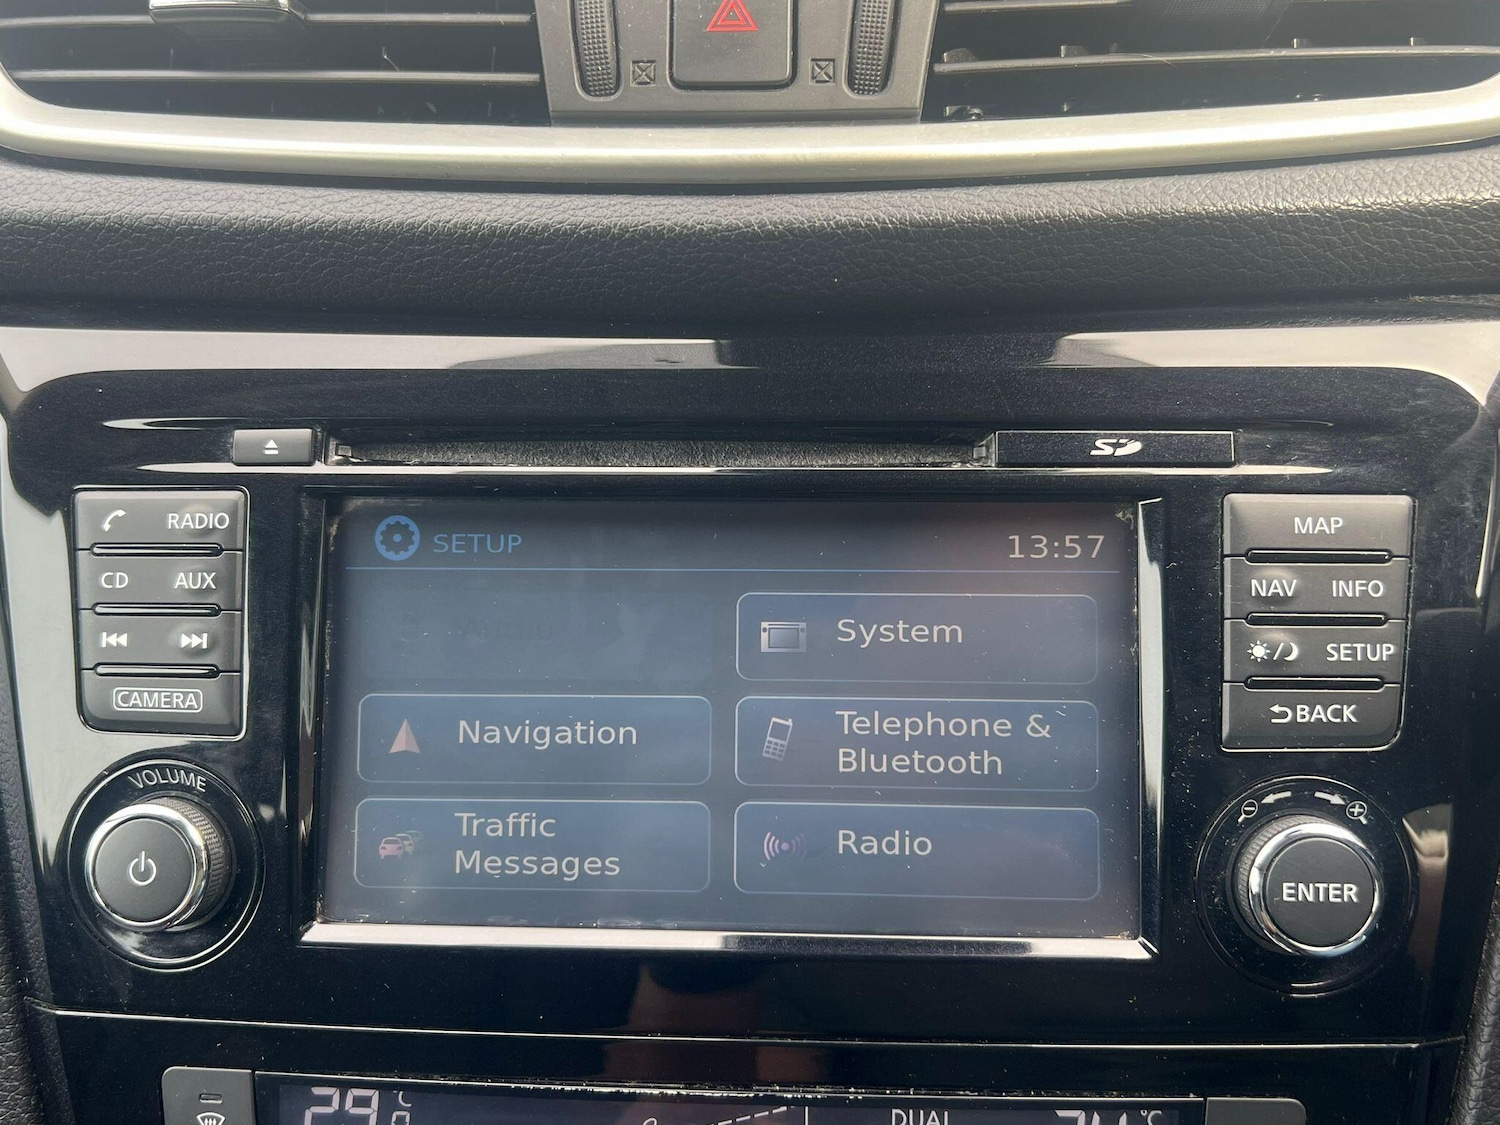 SD
RADIO
CD AUX
CAMERA
VOLUME
SETUP 13:57
System
Navigation
Telephone &
Bluetooth
Traffic
Messages
Radio
MAP
NAV INFO
SETUP
BACK
ENTER
DUAL
°C